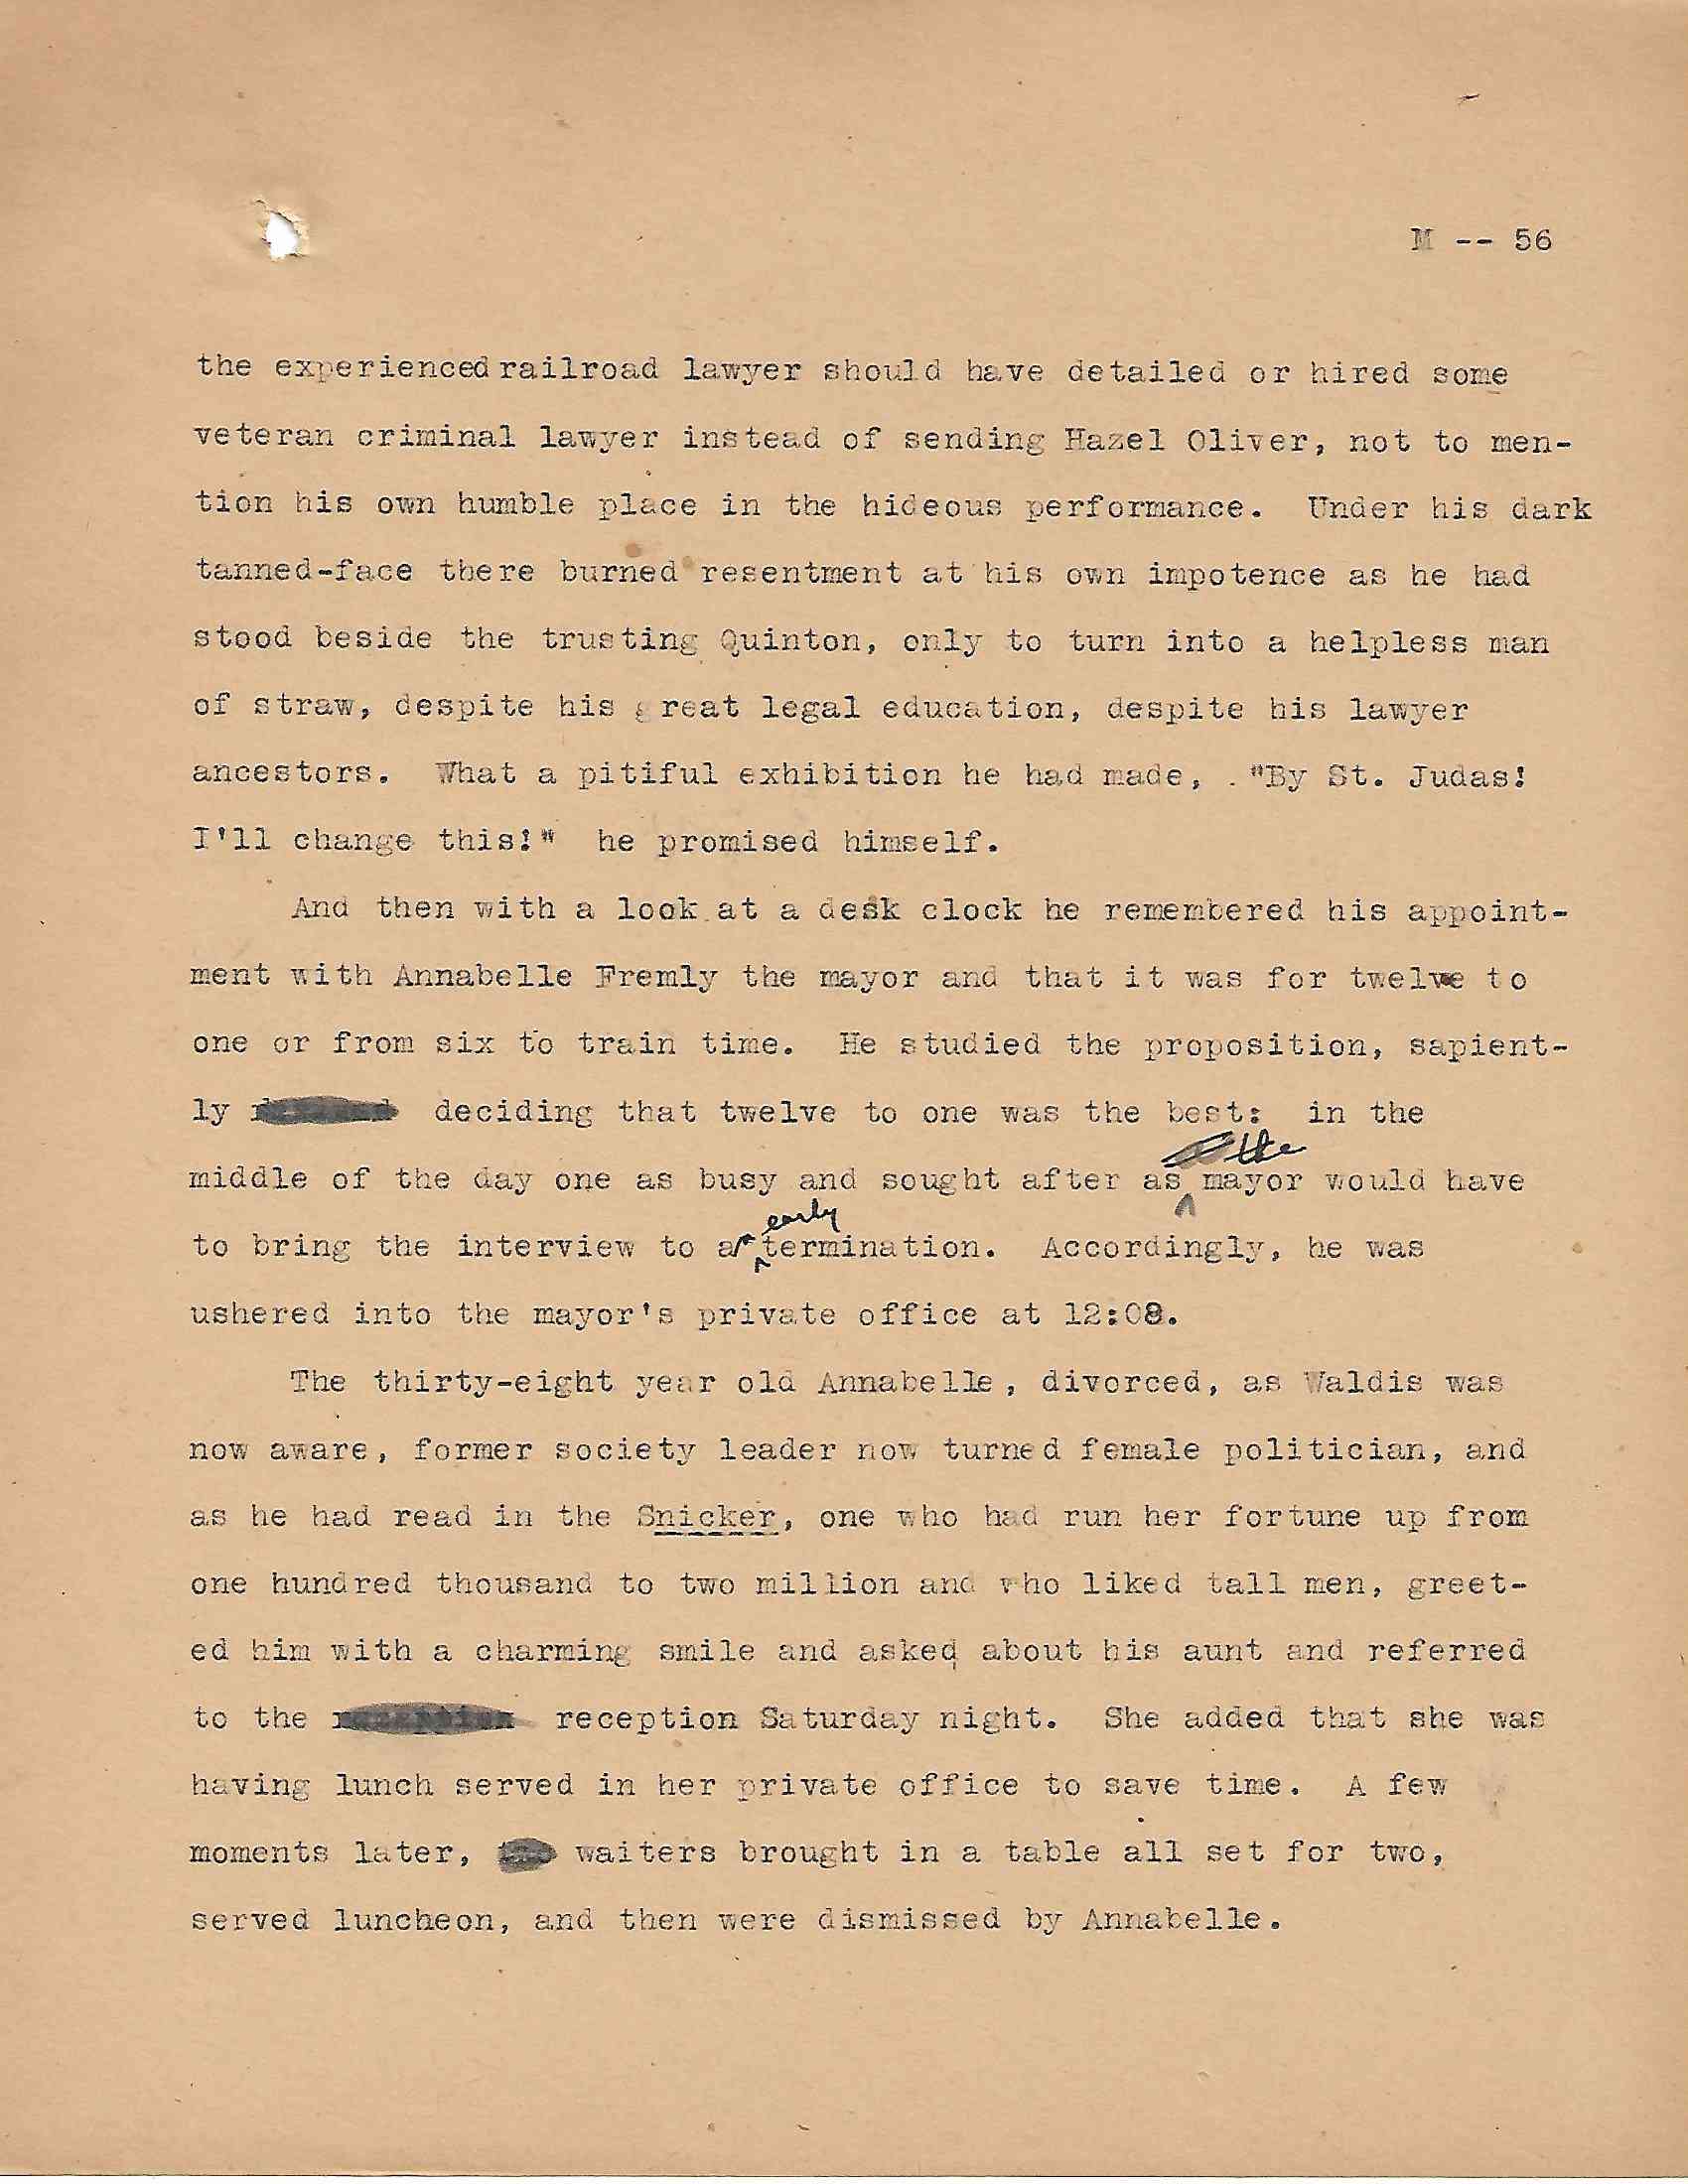 M -- 56
the experienced railroad lawyer should have detailed or hired some
veteran criminal lawyer instead of sending Hazel Oliver, not to men-
tion his own humble place in the hideous performance. Under his dark
tanned-face there burned resentment at his own impotence as he had
stood beside the trusting Quinton, only to turn into a helpless man
of straw, despite his great legal education, despite his lawyer
ancestors. What a pitiful exhibition he had made, . "By St. Judas!
I'll change this!" he promised himself.
And then with a look at a desk clock he remembered his appoint-
ment with Annabelle Fremly the mayor and that it was for twelve to
one or from six to train time. He studied the proposition, sapient-
ly deciding that twelve to one was the best: in the
middle of the day one as busy and sought after as the mayor would have
to bring the interview to a early termination. Accordingly, he was
ushered into the mayor's private office at 12:08.
The thirty-eight year old Annabelle, divorced, as Waldis was
now aware, former society leader now turned female politician, and
as he had read in the Snicker, one who had run her fortune up from
one hundred thousand to two million and who liked tall men, greet-
ed him with a charming smile and asked about his aunt and referred
to the reception Saturday night. She added that she was
having lunch served in her private office to save time. A few
moments later, waiters brought in a table all set for two,
served luncheon, and then were dismissed by Annabelle.